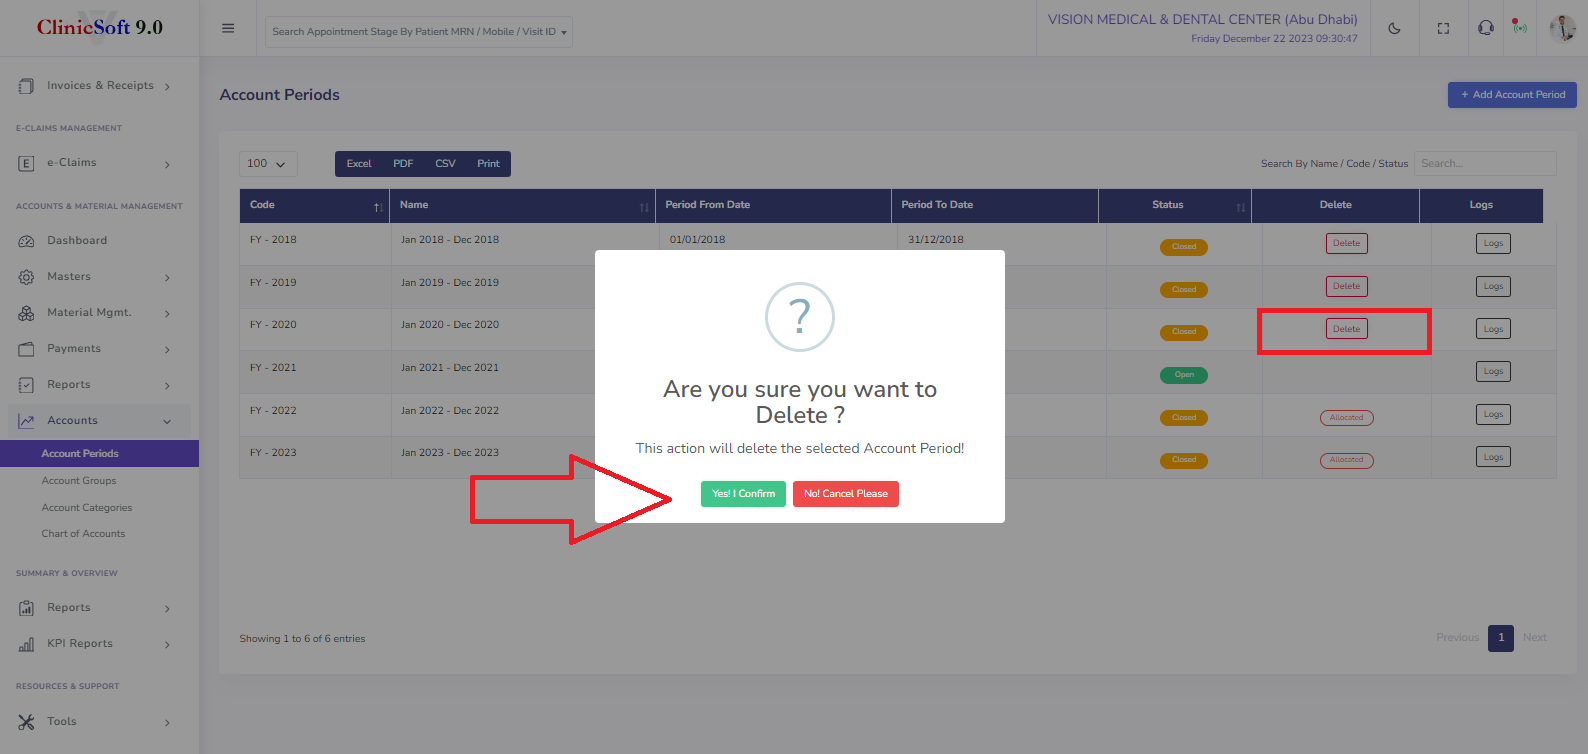 ClinicSoft 9.0
Search Appointment Stage By Patient MRN / Mobile / Visit ID
VISION MEDICAL & DENTAL CENTER (Abu Dhabi)
Friday December 22 2023 09:30:47
Invoices & Receipts
E-CLAIMS MANAGEMENT
e-Claims
ACCOUNTS & MATERIAL MANAGEMENT
Dashboard
Masters
Material Mgmt.
Payments
Reports
Accounts
Account Periods
Account Groups
Account Categories
Chart of Accounts
SUMMARY & OVERVIEW
Reports
KPI Reports
RESOURCES & SUPPORT
Tools
Account Periods
+ Add Account Period
100 Excel PDF CSV Print Search By Name / Code / Status Search...
Code Name Period From Date Period To Date Status Delete Logs
FY - 2018 Jan 2018 - Dec 2018 01/01/2018 31/12/2018 Closed Delete Logs
FY - 2019 Jan 2019 - Dec 2019 Closed Delete Logs
FY - 2020 Jan 2020 - Dec 2020 Closed Delete Logs
FY - 2021 Jan 2021 - Dec 2021 Open Logs
FY - 2022 Jan 2022 - Dec 2022 Closed Allocated Logs
FY - 2023 Jan 2023 - Dec 2023 Closed Allocated Logs
?
Are you sure you want to
Delete ?
This action will delete the selected Account Period!
Yes! I Confirm No! Cancel Please
Showing 1 to 6 of 6 entries
Previous 1 Next